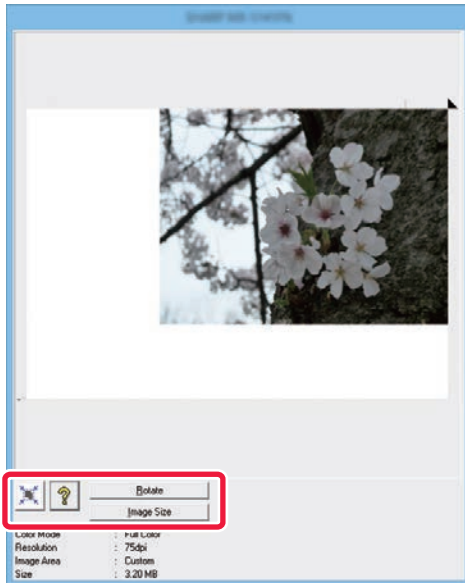 Rotate
Image Size
Color Mode : Full Color
Resolution : 75dpi
Image Area : Custom
Size : 3.20 MB